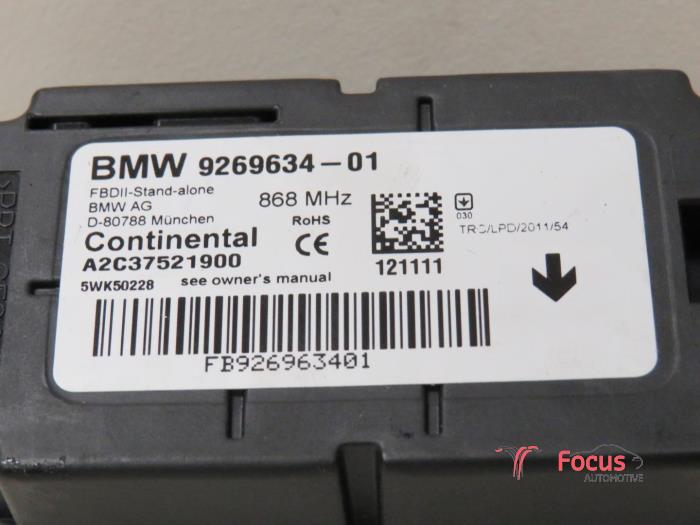 BMW 9269634-01
FBDII-Stand-alone
BMW AG
D-80788 München
868 MHz
RoHS
CE
030
TRC/LPD/2011/54
Continental
A2C37521900
121111
5WK50228 see owner's manual
FB926963401
Focus
AUTOMOTIVE